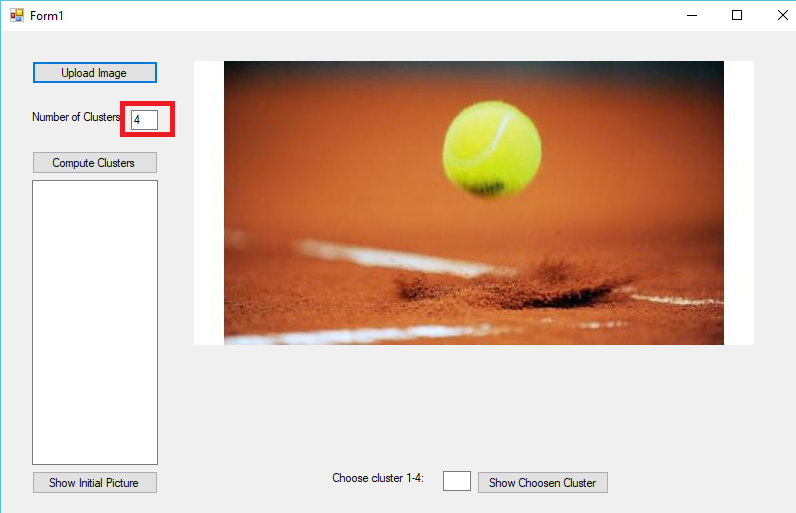 Form1
Upload Image
Number of Clusters
4
Compute Clusters
Show Initial Picture
Choose cluster 1-4:
Show Choosen Cluster